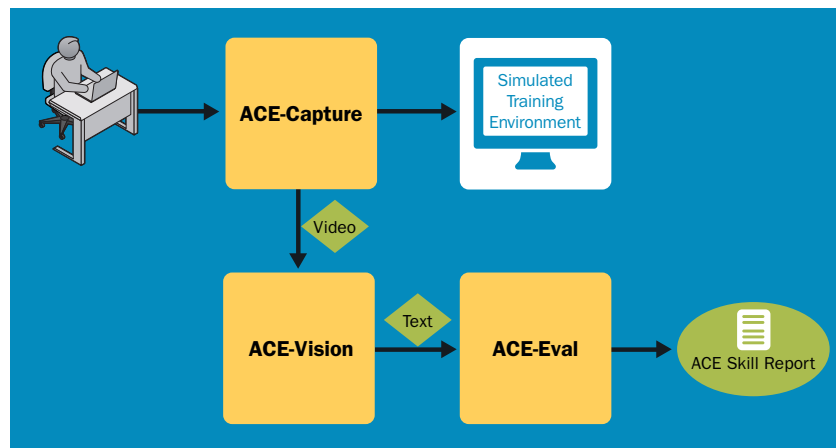 ACE-Capture
Simulated
Training
Environment
Video
ACE-Vision
Text
ACE-Eval
ACE Skill Report